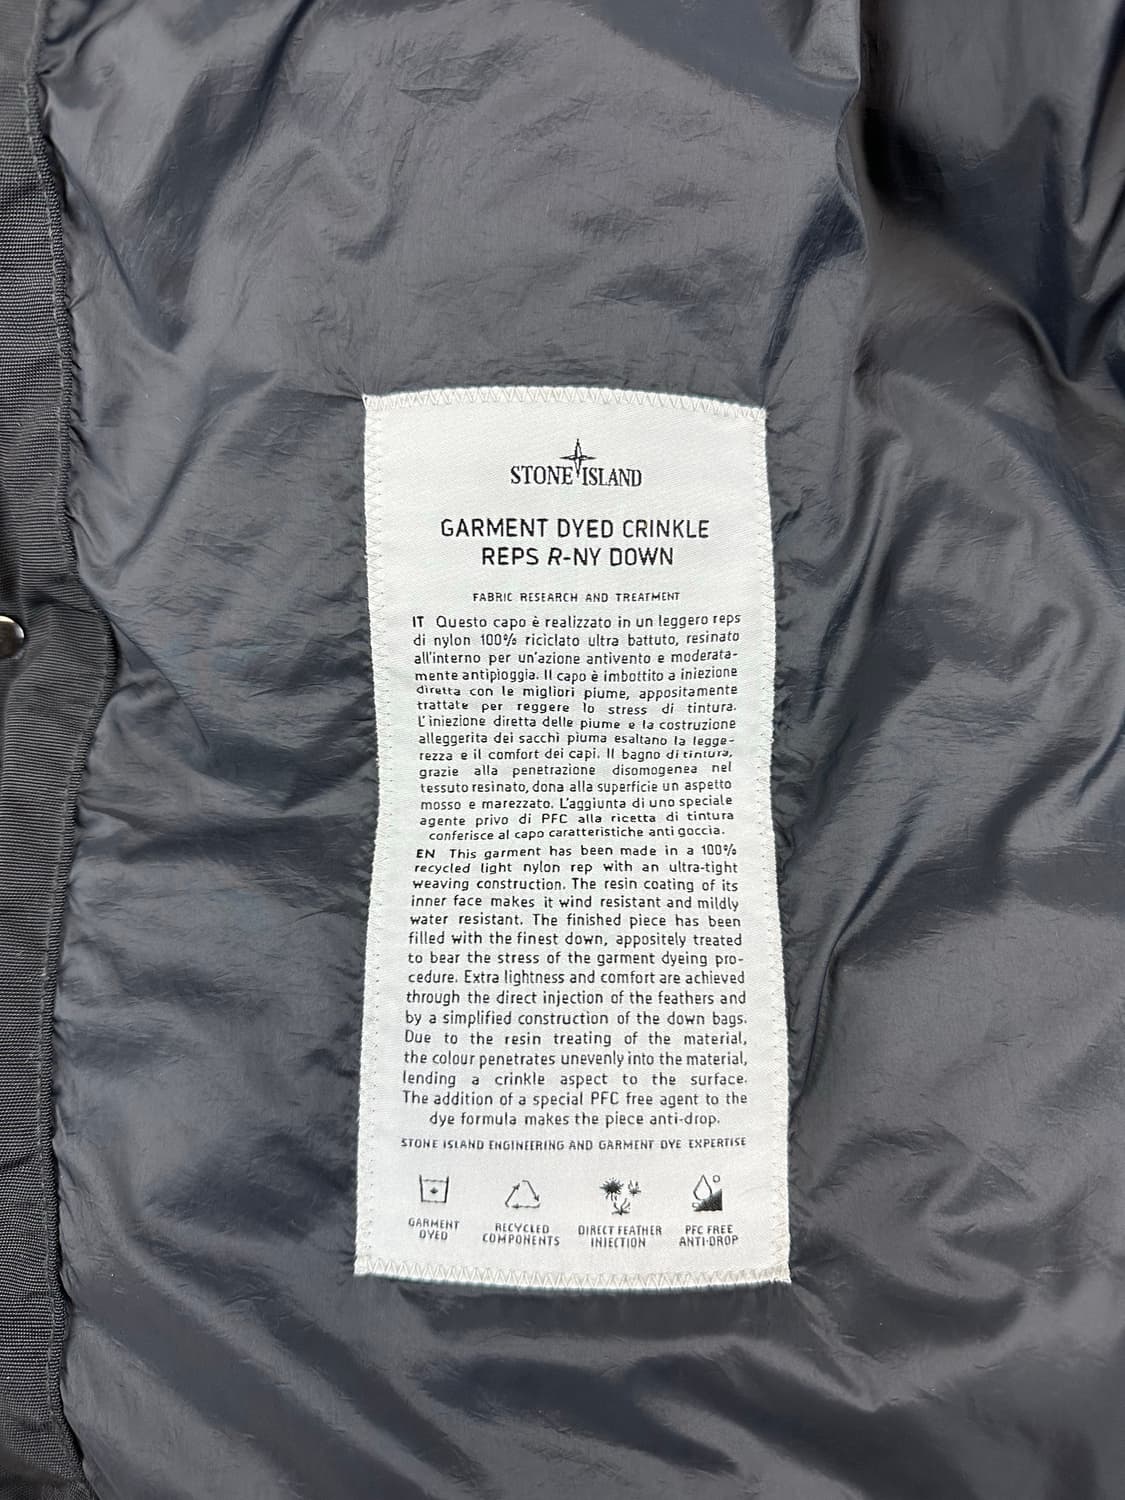 STONE ISLAND
GARMENT DYED CRINKLE
REPS R-NY DOWN
FABRIC RESEARCH AND TREATMENT
IT Questo capo è realizzato in un leggero reps
di nylon 100% riciclato ultra battuto, resinato
all'interno per un'azione antivento e moderata-
mente antipioggia. Il capo è imbottito a iniezione
diretta con le migliori piume, appositamente
trattate per reggere lo stress di tintura.
L'iniezione diretta delle piume e la costruzione
alleggerita dei sacchi piuma esaltano la legge-
rezza e il comfort dei capi. Il bagno di tintura,
grazie alla penetrazione disomogenea nel
tessuto resinato, dona alla superficie un aspetto
mosso e marezzato. L'aggiunta di uno speciale
agente privo di PFC alla ricetta di tintura
conferisce al capo caratteristiche anti goccia.
EN This garment has been made in a 100%
recycled light nylon rep with an ultra-tight
weaving construction. The resin coating of its
inner face makes it wind resistant and mildly
water resistant. The finished piece has been
filled with the finest down, appositely treated
to bear the stress of the garment dyeing pro-
cedure. Extra lightness and comfort are achieved
through the direct injection of the feathers and
by a simplified construction of the down bags.
Due to the resin treating of the material,
the colour penetrates unevenly into the material,
lending a crinkle aspect to the surface.
The addition of a special PFC free agent to the
dye formula makes the piece anti-drop.
STONE ISLAND ENGINEERING AND GARMENT DYE EXPERTISE
GARMENT
DYED
RECYCLED
COMPONENTS
DIRECT FEATHER
INJECTION
PFC FREE
ANTI-DROP